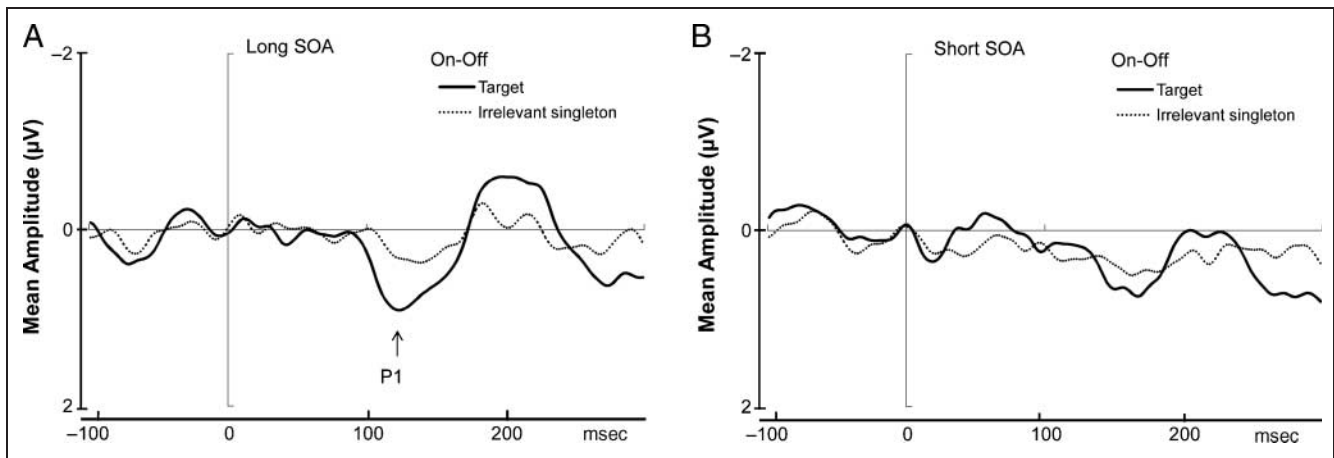 A
Long SOA
On-Off
Target
Irrelevant singleton
Mean Amplitude (µV)
–2
0
2
P1
–100
0
100
200
msec
B
Short SOA
On-Off
Target
Irrelevant singleton
Mean Amplitude (µV)
–2
0
2
–100
0
100
200
msec